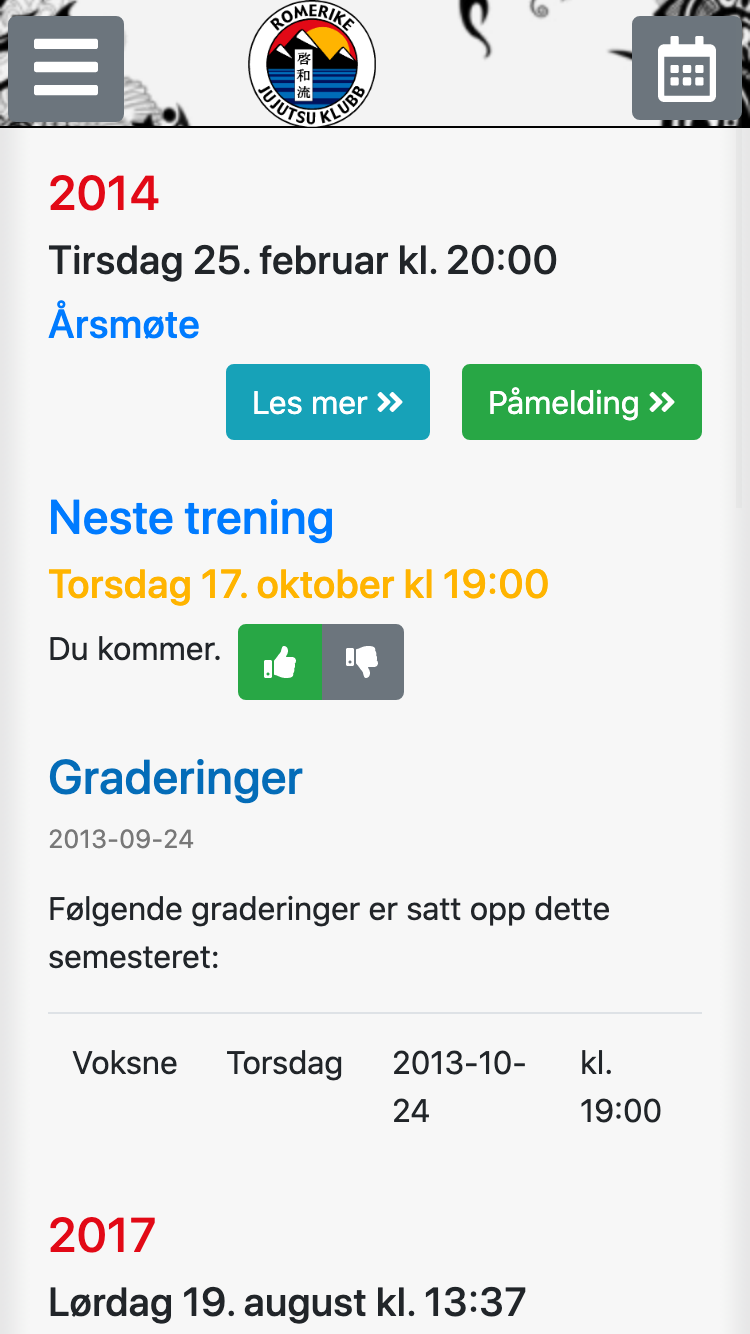 ROMERIKE
啓
和
流
JUJUTSU KLUBB
2014
Tirsdag 25. februar kl. 20:00
Årsmøte
Les mer
Påmelding
Neste trening
Torsdag 17. oktober kl 19:00
Du kommer.
Graderinger
2013-09-24
Følgende graderinger er satt opp dette
semesteret:
Voksne Torsdag 2013-10- kl.
24 19:00
2017
Lørdag 19. august kl. 13:37